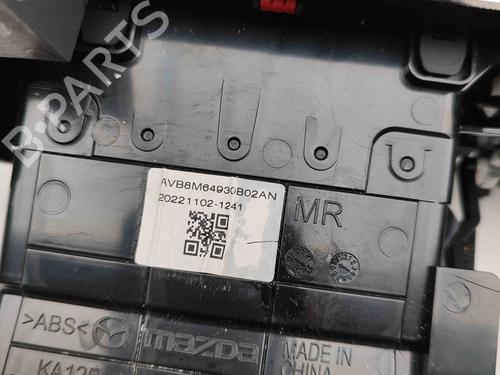 B-PARTS
AVB8M64930B02AN
20221102-1241
MR
>ABS<
mazda
MADE IN
CHINA